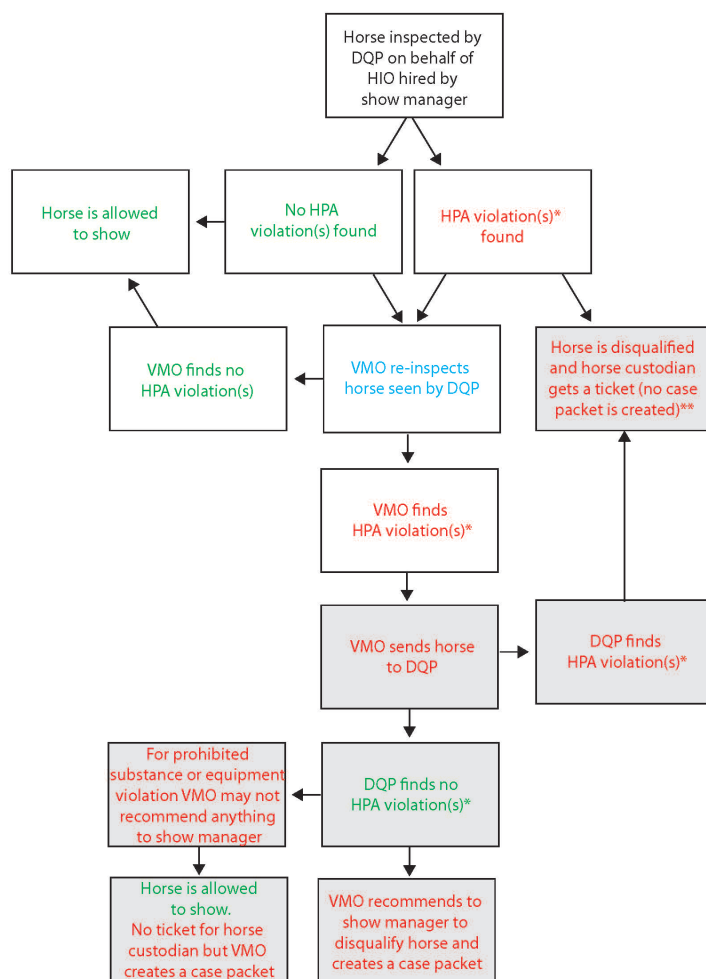 Horse inspected by
DQP on behalf of
HIO hired by
show manager
Horse is allowed
to show
No HPA
violation(s) found
HPA violation(s)*
found
VMO finds no
HPA violation(s)
VMO re-inspects
horse seen by DQP
Horse is disqualified
and horse custodian
gets a ticket (no case
packet is created)**
VMO finds
HPA violation(s)*
VMO sends horse
to DQP
DQP finds
HPA violation(s)*
For prohibited
substance or equipment
violation VMO may not
recommend anything
to show manager
DQP finds no
HPA violation(s)*
Horse is allowed
to show.
No ticket for horse
custodian but VMO
creates a case packet
VMO recommends to
show manager to
disqualify horse and
creates a case packet